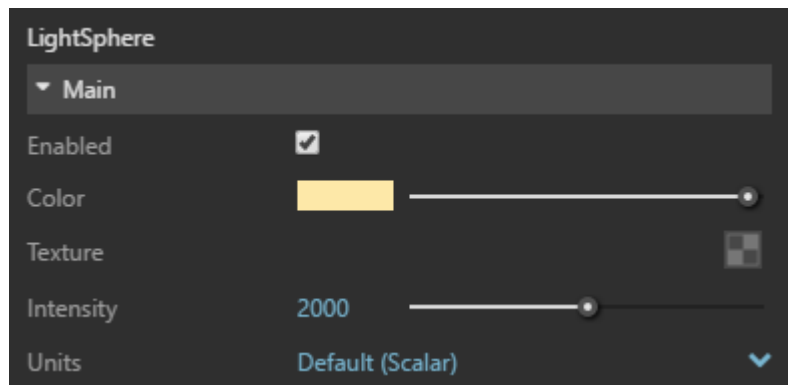 LightSphere
Main
Enabled
Color
Texture
Intensity 2000
Units Default (Scalar)